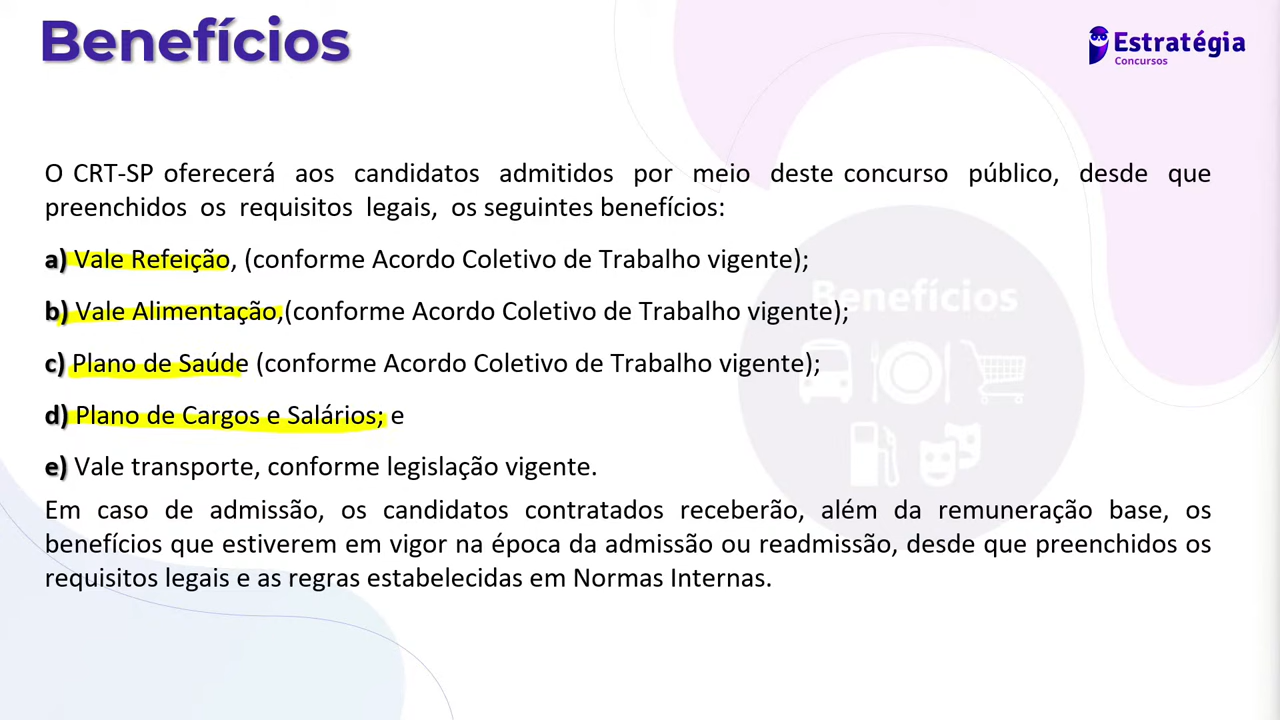 Benefícios
Estratégia
Concursos
O CRT-SP oferecerá aos candidatos admitidos por meio deste concurso público, desde que
preenchidos os requisitos legais, os seguintes benefícios:
a) Vale Refeição, (conforme Acordo Coletivo de Trabalho vigente);
Benefícios
b) Vale Alimentação,(conforme Acordo Coletivo de Trabalho vigente);
c) Plano de Saúde (conforme Acordo Coletivo de Trabalho vigente);
d) Plano de Cargos e Salários; e
e) Vale transporte, conforme legislação vigente.
Em caso de admissão, os candidatos contratados receberão, além da remuneração base, os
benefícios que estiverem em vigor na época da admissão ou readmissão, desde que preenchidos os
requisitos legais e as regras estabelecidas em Normas Internas.